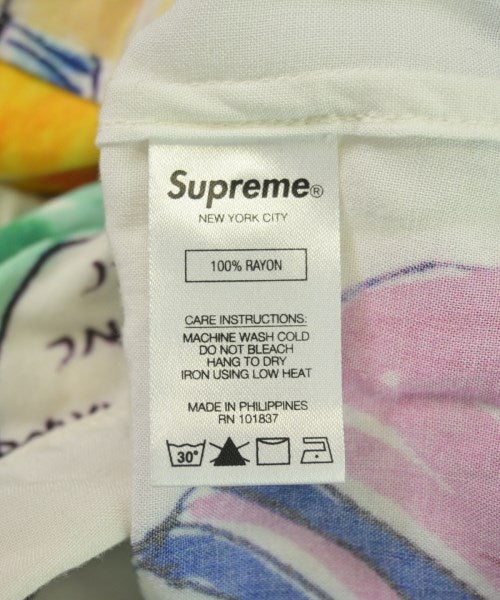 Supreme®
NEW YORK CITY
100% RAYON
CARE INSTRUCTIONS:
MACHINE WASH COLD
DO NOT BLEACH
HANG TO DRY
IRON USING LOW HEAT
MADE IN PHILIPPINES
RN 101837
30°